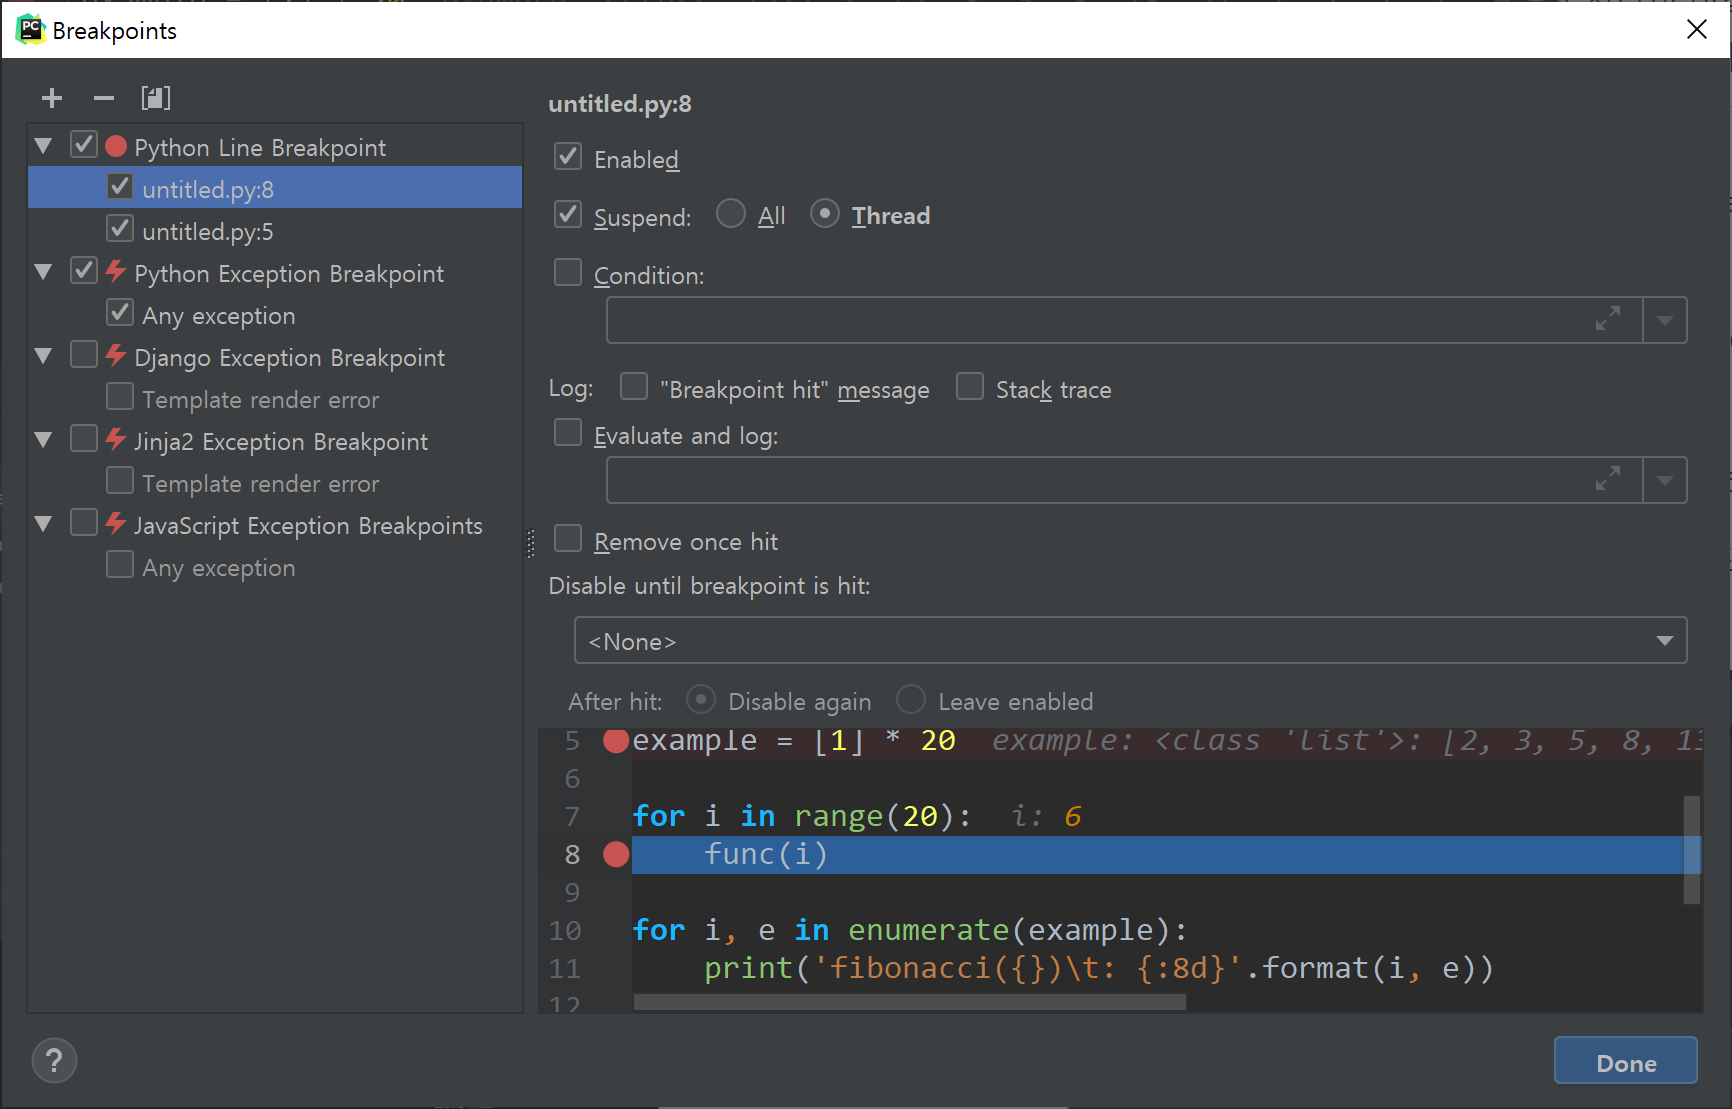 PC Breakpoints
Python Line Breakpoint
untitled.py:8
untitled.py:5
Python Exception Breakpoint
Any exception
Django Exception Breakpoint
Template render error
Jinja2 Exception Breakpoint
Template render error
JavaScript Exception Breakpoints
Any exception
untitled.py:8
Enabled
Suspend: All Thread
Condition:
Log: "Breakpoint hit" message Stack trace
Evaluate and log:
Remove once hit
Disable until breakpoint is hit:
<None>
After hit: Disable again Leave enabled
5 example = [1] * 20 example: <class 'list'>: [2, 3, 5, 8, 1
6
7 for i in range(20): i: 6
8 func(i)
9
10 for i, e in enumerate(example):
11 print('fibonacci({})\t: {:8d}'.format(i, e))
12
? Done